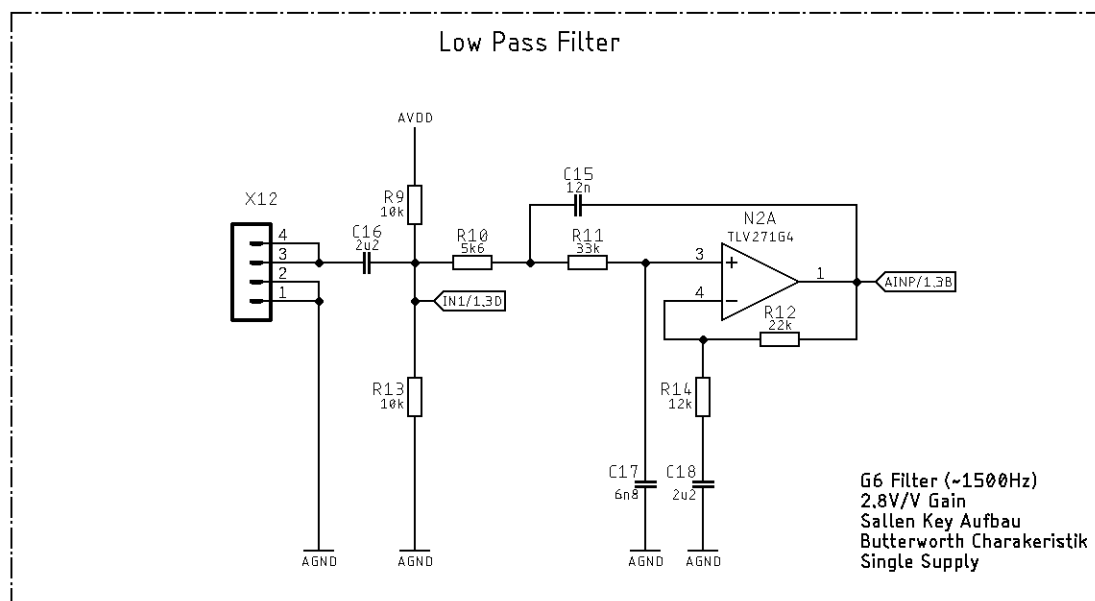 Low Pass Filter
AVDD
X12
4
3
2
1
C16
2u2
R9
10k
R10
5k6
C15
12n
R11
33k
N2A
TLV271G4
3
4
1
AINP/1.3B
IN1/1.3D
R12
22k
R13
10k
R14
12k
C17
6n8
C18
2u2
AGND
AGND
AGND
AGND
G6 Filter (~1500Hz)
2.8V/V Gain
Sallen Key Aufbau
Butterworth Charakeristik
Single Supply